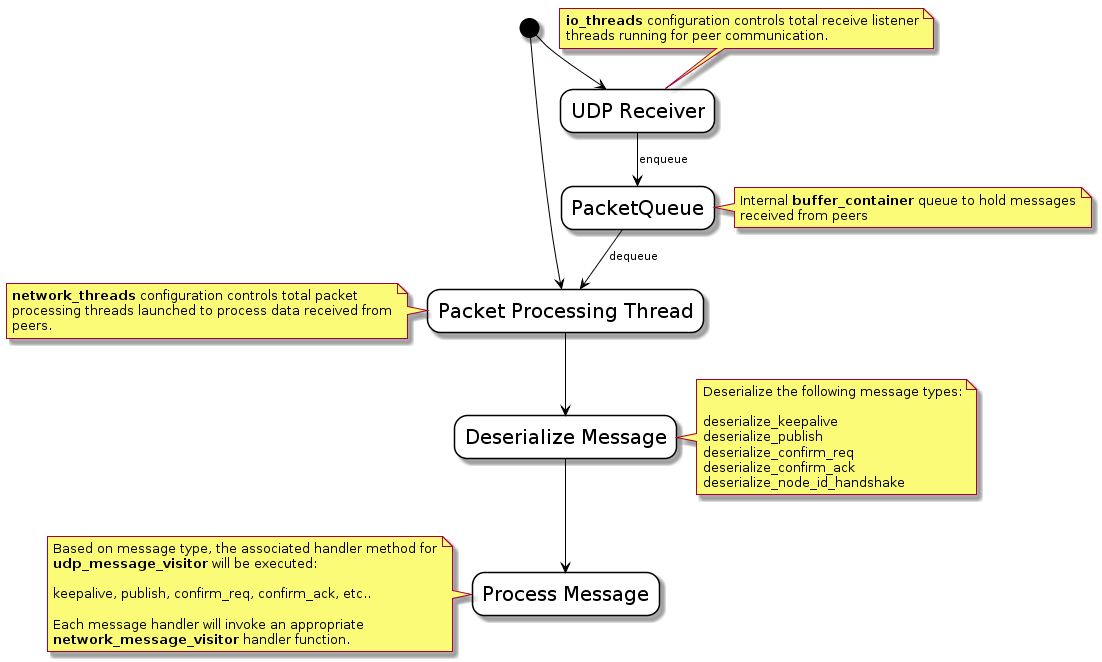 io_threads configuration controls total receive listener
threads running for peer communication.
UDP Receiver
enqueue
PacketQueue
Internal buffer_container queue to hold messages
received from peers
dequeue
network_threads configuration controls total packet
processing threads launched to process data received from
peers.
Packet Processing Thread
Deserialize Message
Deserialize the following message types:
deserialize_keepalive
deserialize_publish
deserialize_confirm_req
deserialize_confirm_ack
deserialize_node_id_handshake
Based on message type, the associated handler method for
udp_message_visitor will be executed:
keepalive, publish, confirm_req, confirm_ack, etc..
Each message handler will invoke an appropriate
network_message_visitor handler function.
Process Message